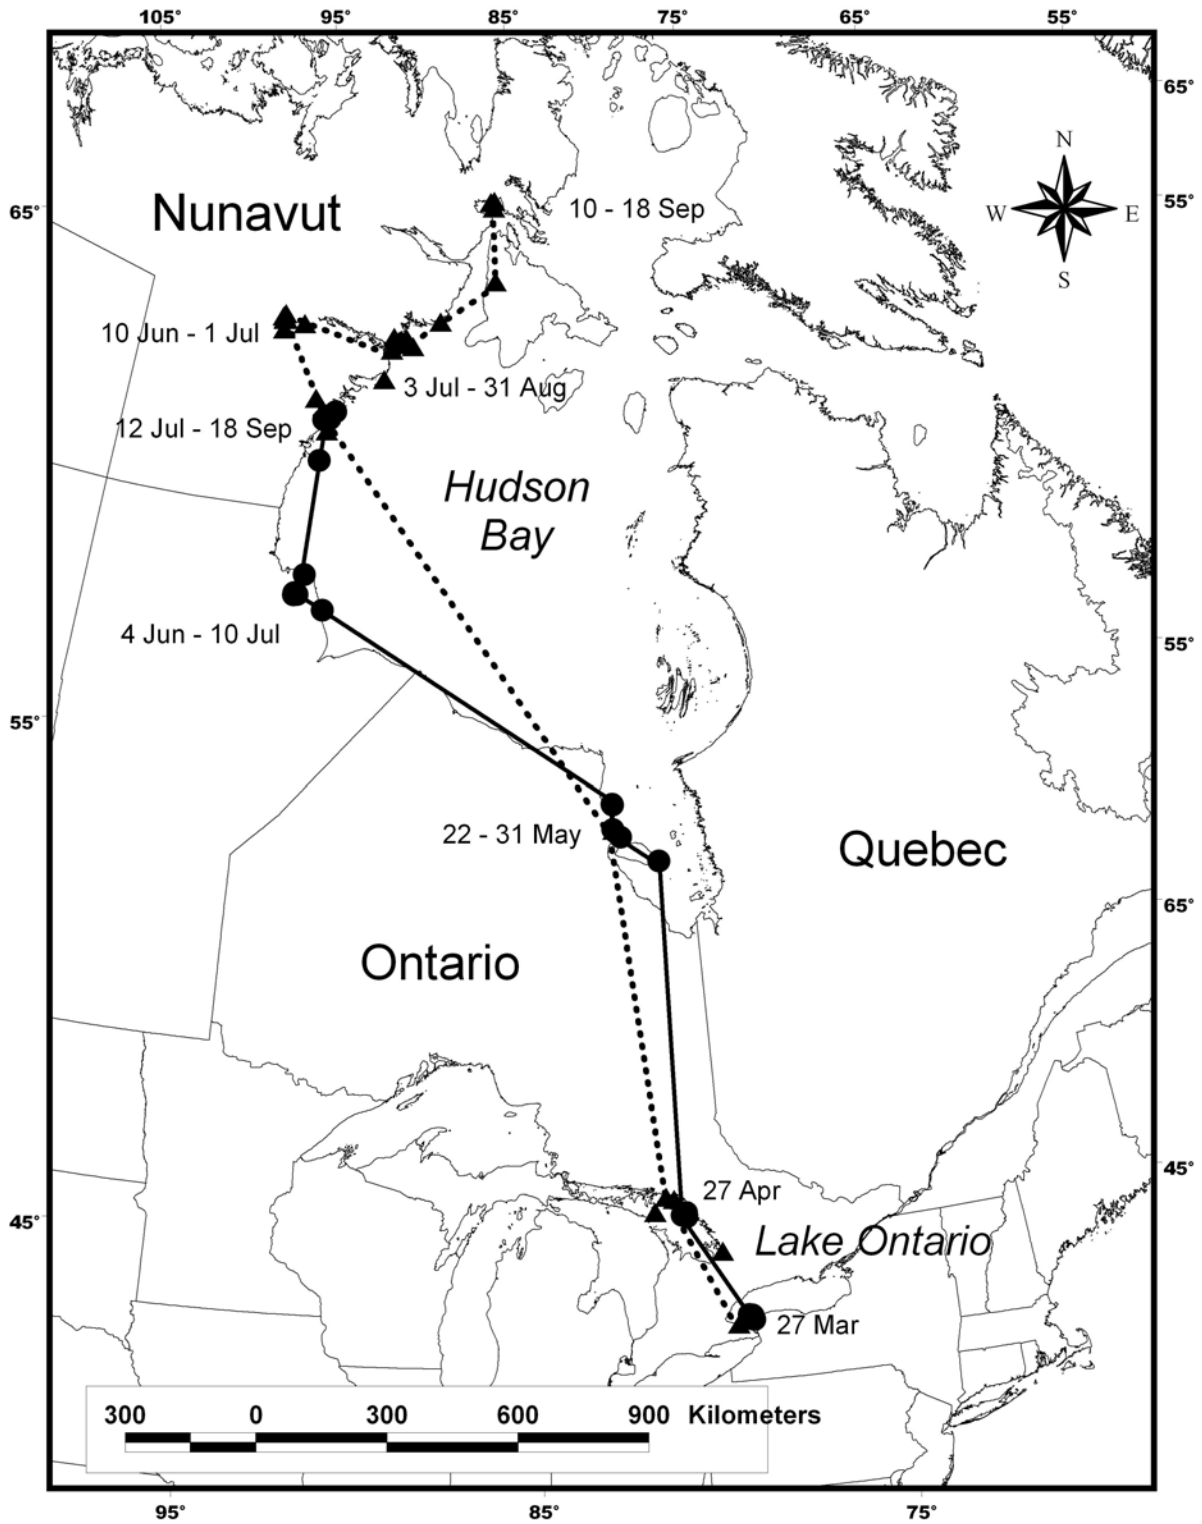 105° 95° 85° 75° 65° 55°
65°
N
Nunavut
10 - 18 Sep
55°
W E
65°
S
10 Jun - 1 Jul
3 Jul - 31 Aug
12 Jul - 18 Sep
Hudson
Bay
4 Jun - 10 Jul
55°
55°
22 - 31 May
Quebec
65°
Ontario
45°
27 Apr
45°
Lake Ontario
27 Mar
300 0 300 600 900 Kilometers
95° 85° 75°